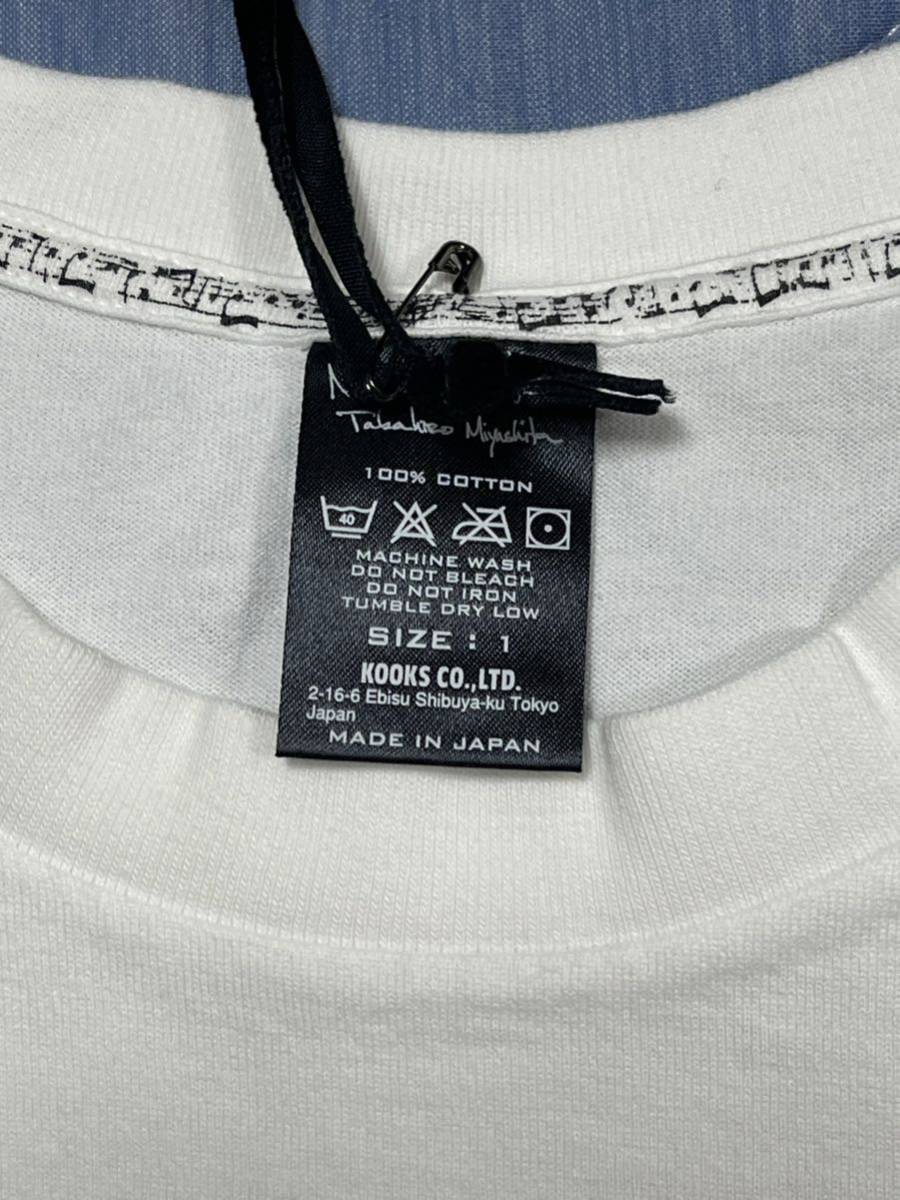 Takahiro Miyashita
100% COTTON
40
MACHINE WASH
DO NOT BLEACH
DO NOT IRON
TUMBLE DRY LOW
SIZE : 1
KOOKS CO.,LTD.
2-16-6 Ebisu Shibuya-ku Tokyo
Japan
MADE IN JAPAN